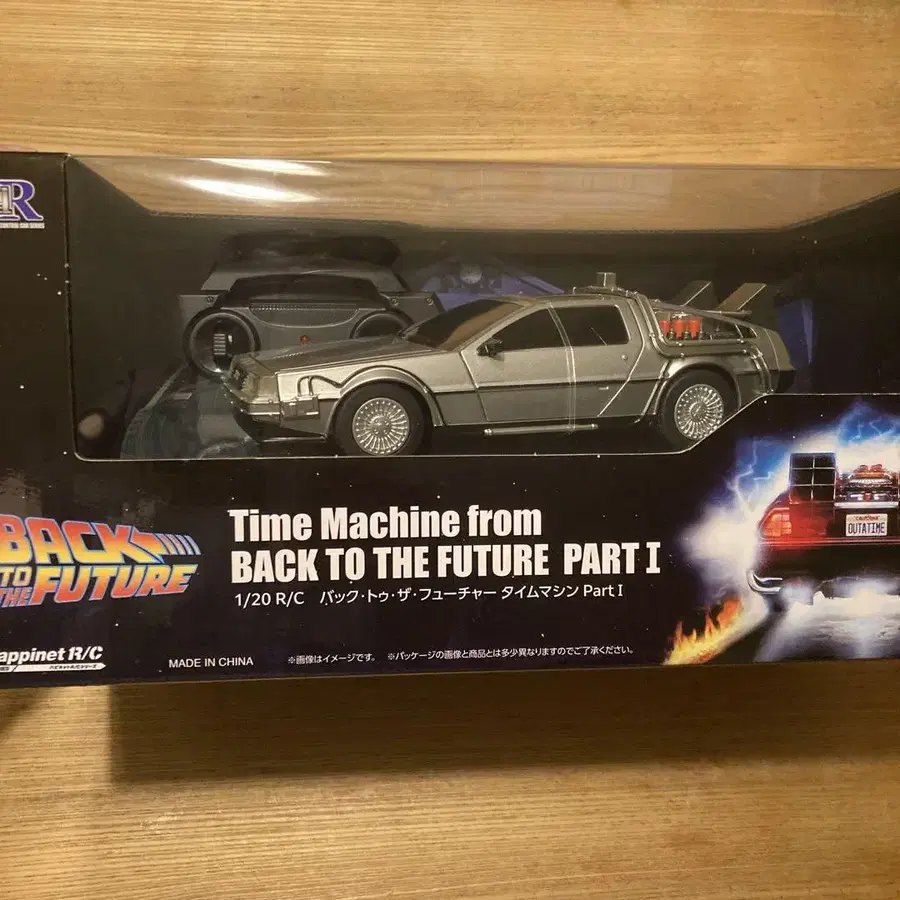 R
BACK
TO
THE FUTURE
Time Machine from
BACK TO THE FUTURE PART I
1/20 R/C バック・トゥ・ザ・フューチャー タイムマシン Part I
OUTATIME
appinet R/C
MADE IN CHINA ※画像はイメージです。 ※パッケージの画像と商品とは多少異なりますのでご了承ください。